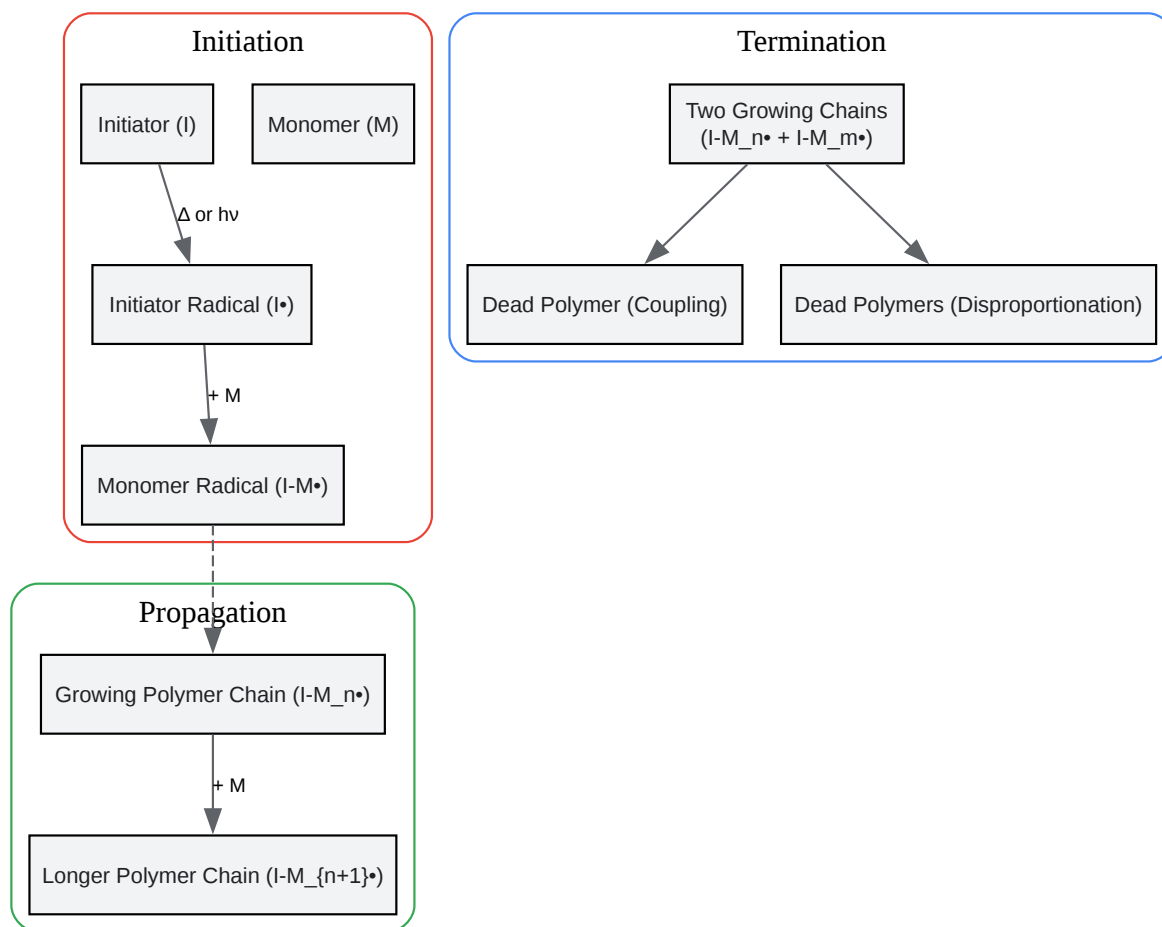 Initiation
Initiator (I)
Monomer (M)
Δ or hν
Initiator Radical (I•)
+ M
Monomer Radical (I-M•)
Propagation
Growing Polymer Chain (I-M_n•)
+ M
Longer Polymer Chain (I-M_{n+1}•)
Termination
Two Growing Chains
(I-M_n• + I-M_m•)
Dead Polymer (Coupling)
Dead Polymers (Disproportionation)